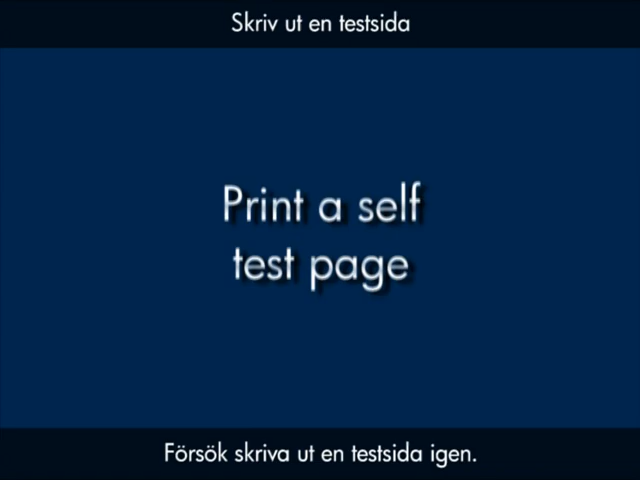 Skriv ut en testsida
Print a self
test page
Försök skriva ut en testsida igen.